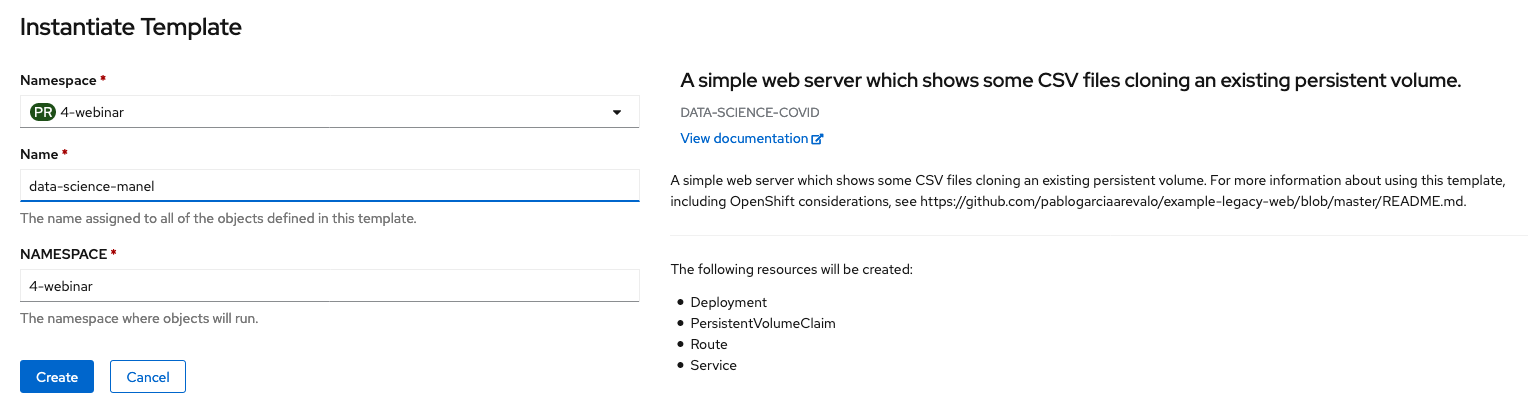 Instantiate Template
Namespace *
PR 4-webinar
Name *
data-science-manel
The name assigned to all of the objects defined in this template.
NAMESPACE *
4-webinar
The namespace where objects will run.
Create Cancel
A simple web server which shows some CSV files cloning an existing persistent volume.
DATA-SCIENCE-COVID
View documentation
A simple web server which shows some CSV files cloning an existing persistent volume. For more information about using this template,
including OpenShift considerations, see https://github.com/pablogarciaarevalo/example-legacy-web/blob/master/README.md.
The following resources will be created:
• Deployment
• PersistentVolumeClaim
• Route
• Service